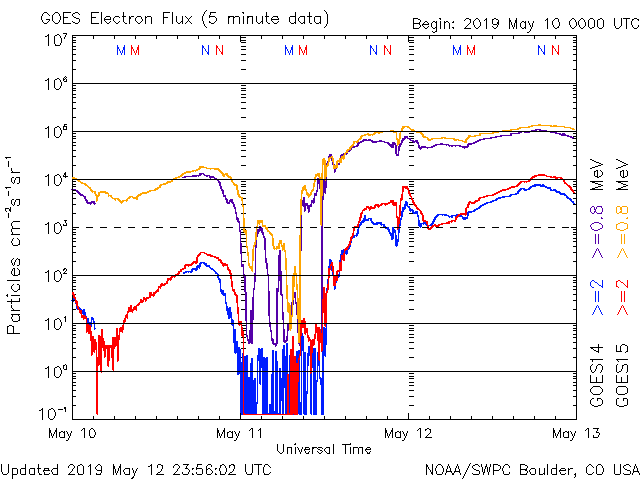 GOES Electron Flux (5 minute data)
Begin: 2019 May 10 0000 UTC
M M N N M M N N M M N N
10⁷
10⁶
10⁵
10⁴
10³
10²
10¹
10⁰
10⁻¹
Particles cm⁻²s⁻¹sr⁻¹
May 10 May 11 May 12 May 13
Universal Time
GOES14 >=2 >=0.8 MeV
GOES15 >=2 >=0.8 MeV
Updated 2019 May 12 23:56:02 UTC
NOAA/SWPC Boulder, CO USA